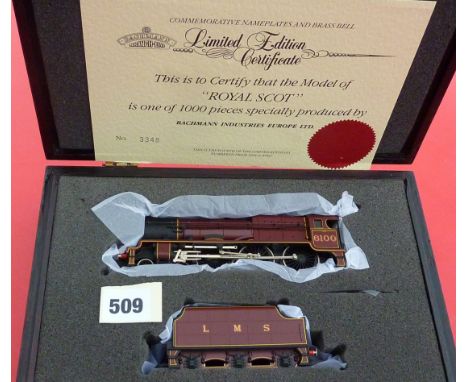 COMMEMORATIVE NAMEPLATES AND BRASS BELL
BACHMANN
Limited Edition
Certificate
This is to Certify that the Model of
"ROYAL SCOT"
is one of 1000 pieces specially produced by
BACHMANN INDUSTRIES EUROPE LTD.
No. 3348
6100
509
L M S